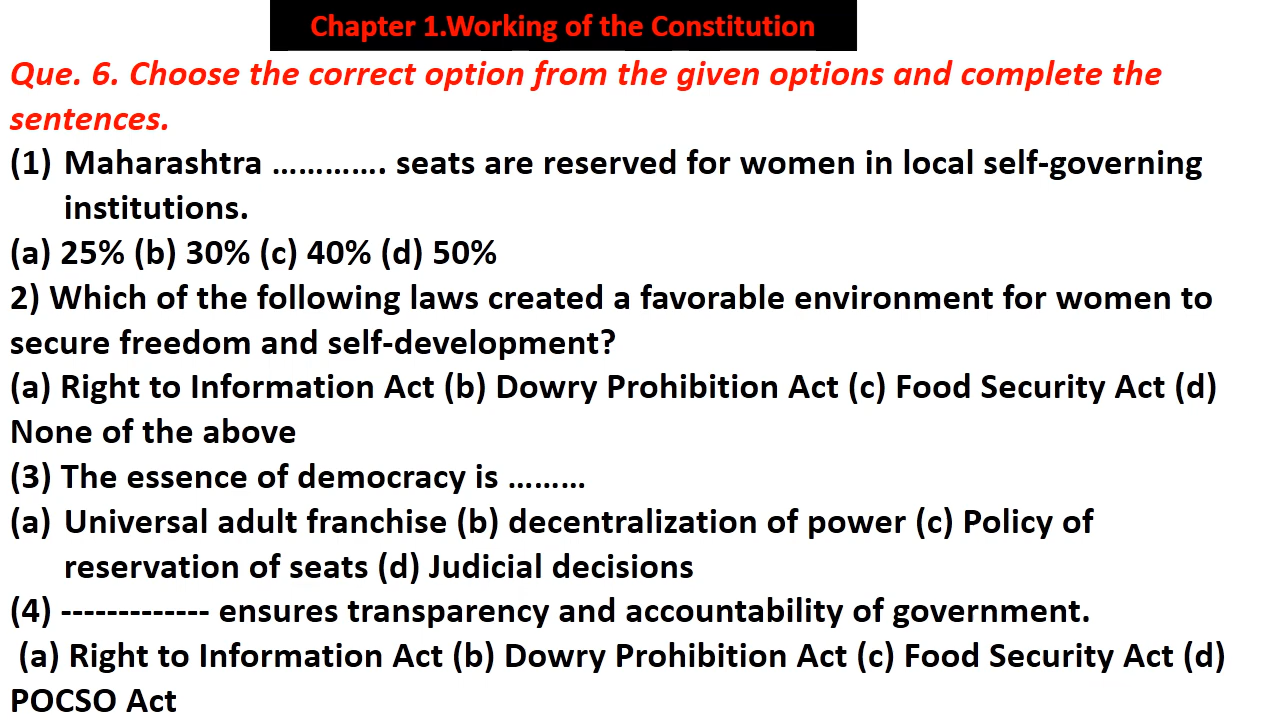 Chapter 1.Working of the Constitution
Que. 6. Choose the correct option from the given options and complete the
sentences.
(1) Maharashtra …………. seats are reserved for women in local self-governing
institutions.
(a) 25% (b) 30% (c) 40% (d) 50%
2) Which of the following laws created a favorable environment for women to
secure freedom and self-development?
(a) Right to Information Act (b) Dowry Prohibition Act (c) Food Security Act (d)
None of the above
(3) The essence of democracy is ………
(a) Universal adult franchise (b) decentralization of power (c) Policy of
reservation of seats (d) Judicial decisions
(4) ------------- ensures transparency and accountability of government.
(a) Right to Information Act (b) Dowry Prohibition Act (c) Food Security Act (d)
POCSO Act